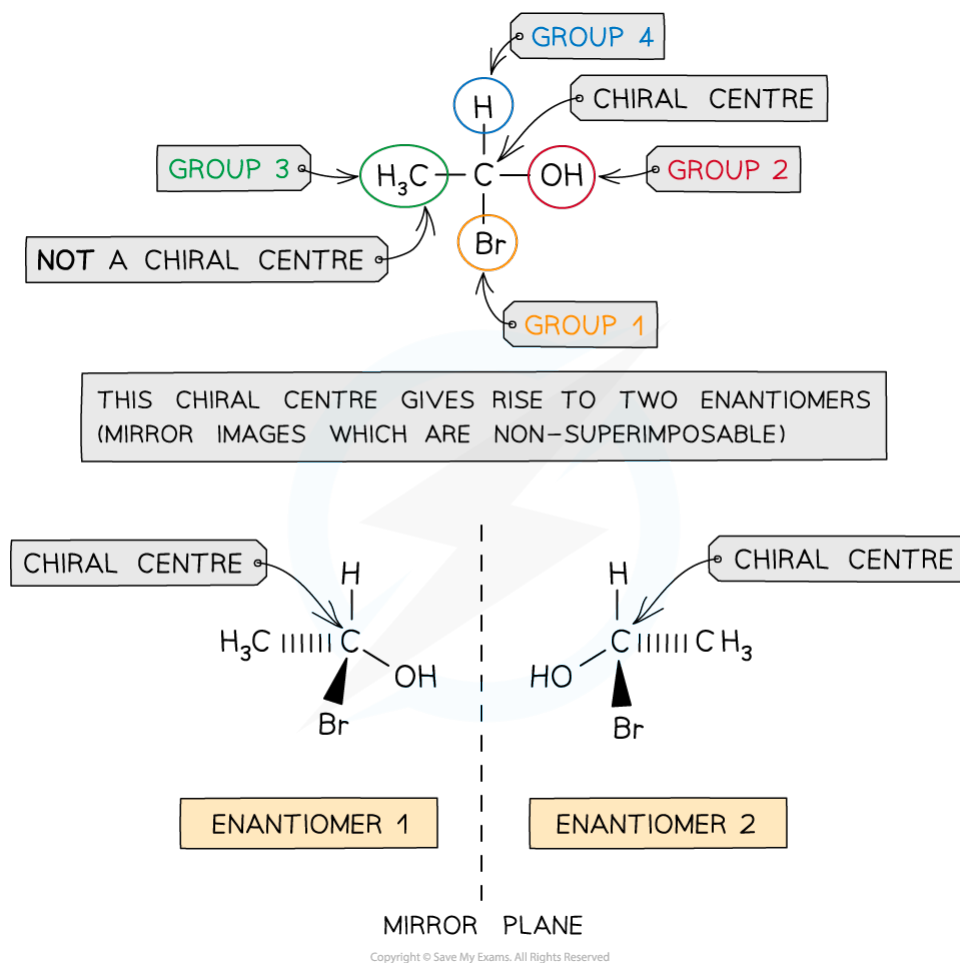 GROUP 4
H
CHIRAL CENTRE
GROUP 3
H₃C
C
OH
GROUP 2
NOT A CHIRAL CENTRE
Br
GROUP 1
THIS CHIRAL CENTRE GIVES RISE TO TWO ENANTIOMERS
(MIRROR IMAGES WHICH ARE NON-SUPERIMPOSABLE)
CHIRAL CENTRE
H
H₃C
C
OH
Br
CHIRAL CENTRE
H
C
CH₃
HO
Br
ENANTIOMER 1
ENANTIOMER 2
MIRROR PLANE
Copyright © Save My Exams. All Rights Reserved